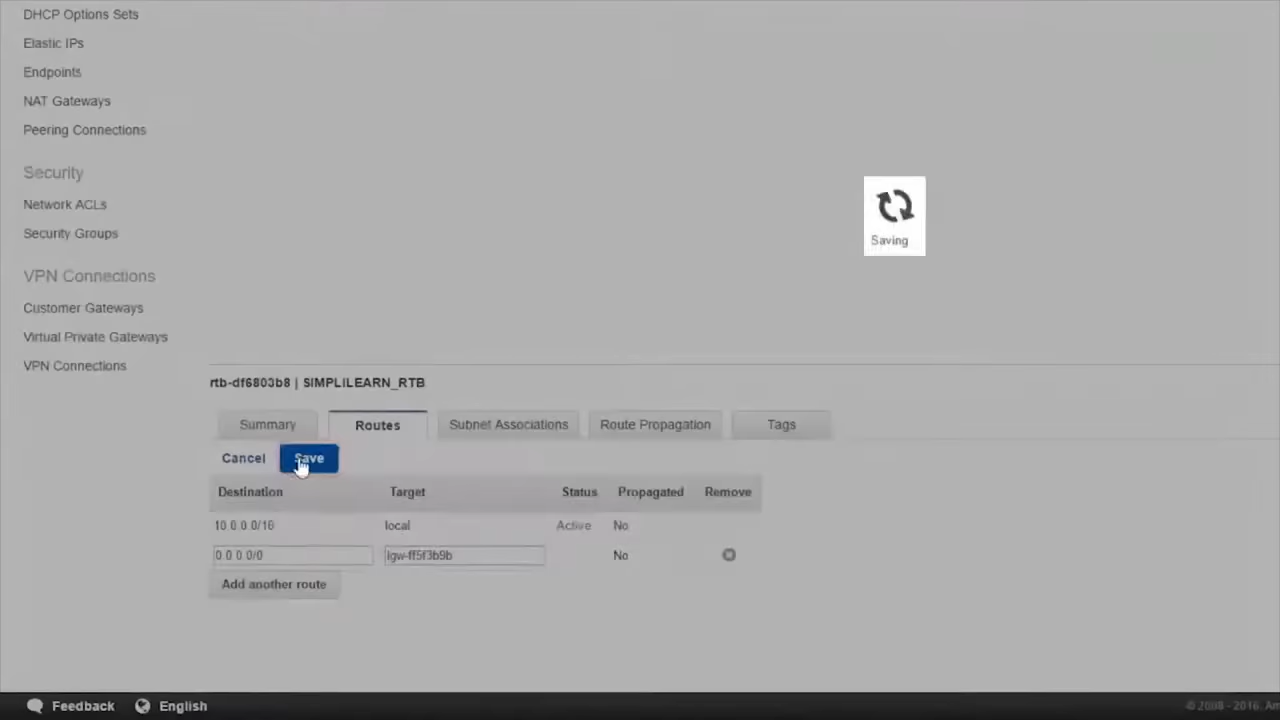 DHCP Options Sets
Elastic IPs
Endpoints
NAT Gateways
Peering Connections
Security
Network ACLs
Security Groups
VPN Connections
Customer Gateways
Virtual Private Gateways
VPN Connections
Saving
rtb-df6803b8 | SIMPLILEARN_RTB
Summary Routes Subnet Associations Route Propagation Tags
Cancel Save
Destination Target Status Propagated Remove
10.0.0.0/16 local Active No
0.0.0.0/0 igw-ff5f3b9b No
Add another route
Feedback English © 2008 - 2016, Am